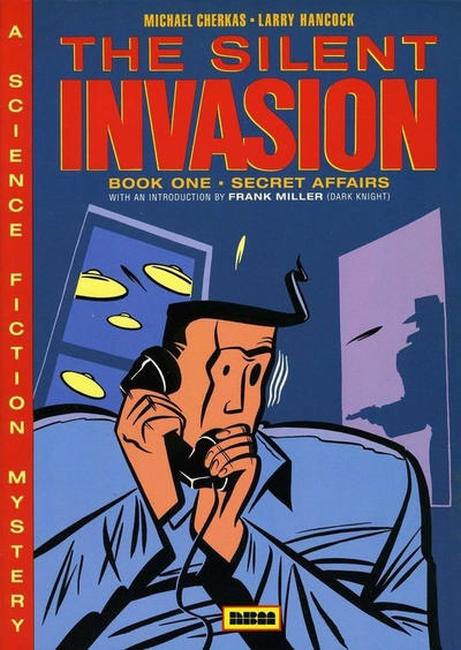 MICHAEL CHERKAS • LARRY HANCOCK
THE SILENT
INVASION
BOOK ONE • SECRET AFFAIRS
WITH AN INTRODUCTION BY FRANK MILLER (DARK KNIGHT)
A SCIENCE FICTION MYSTERY
NBM